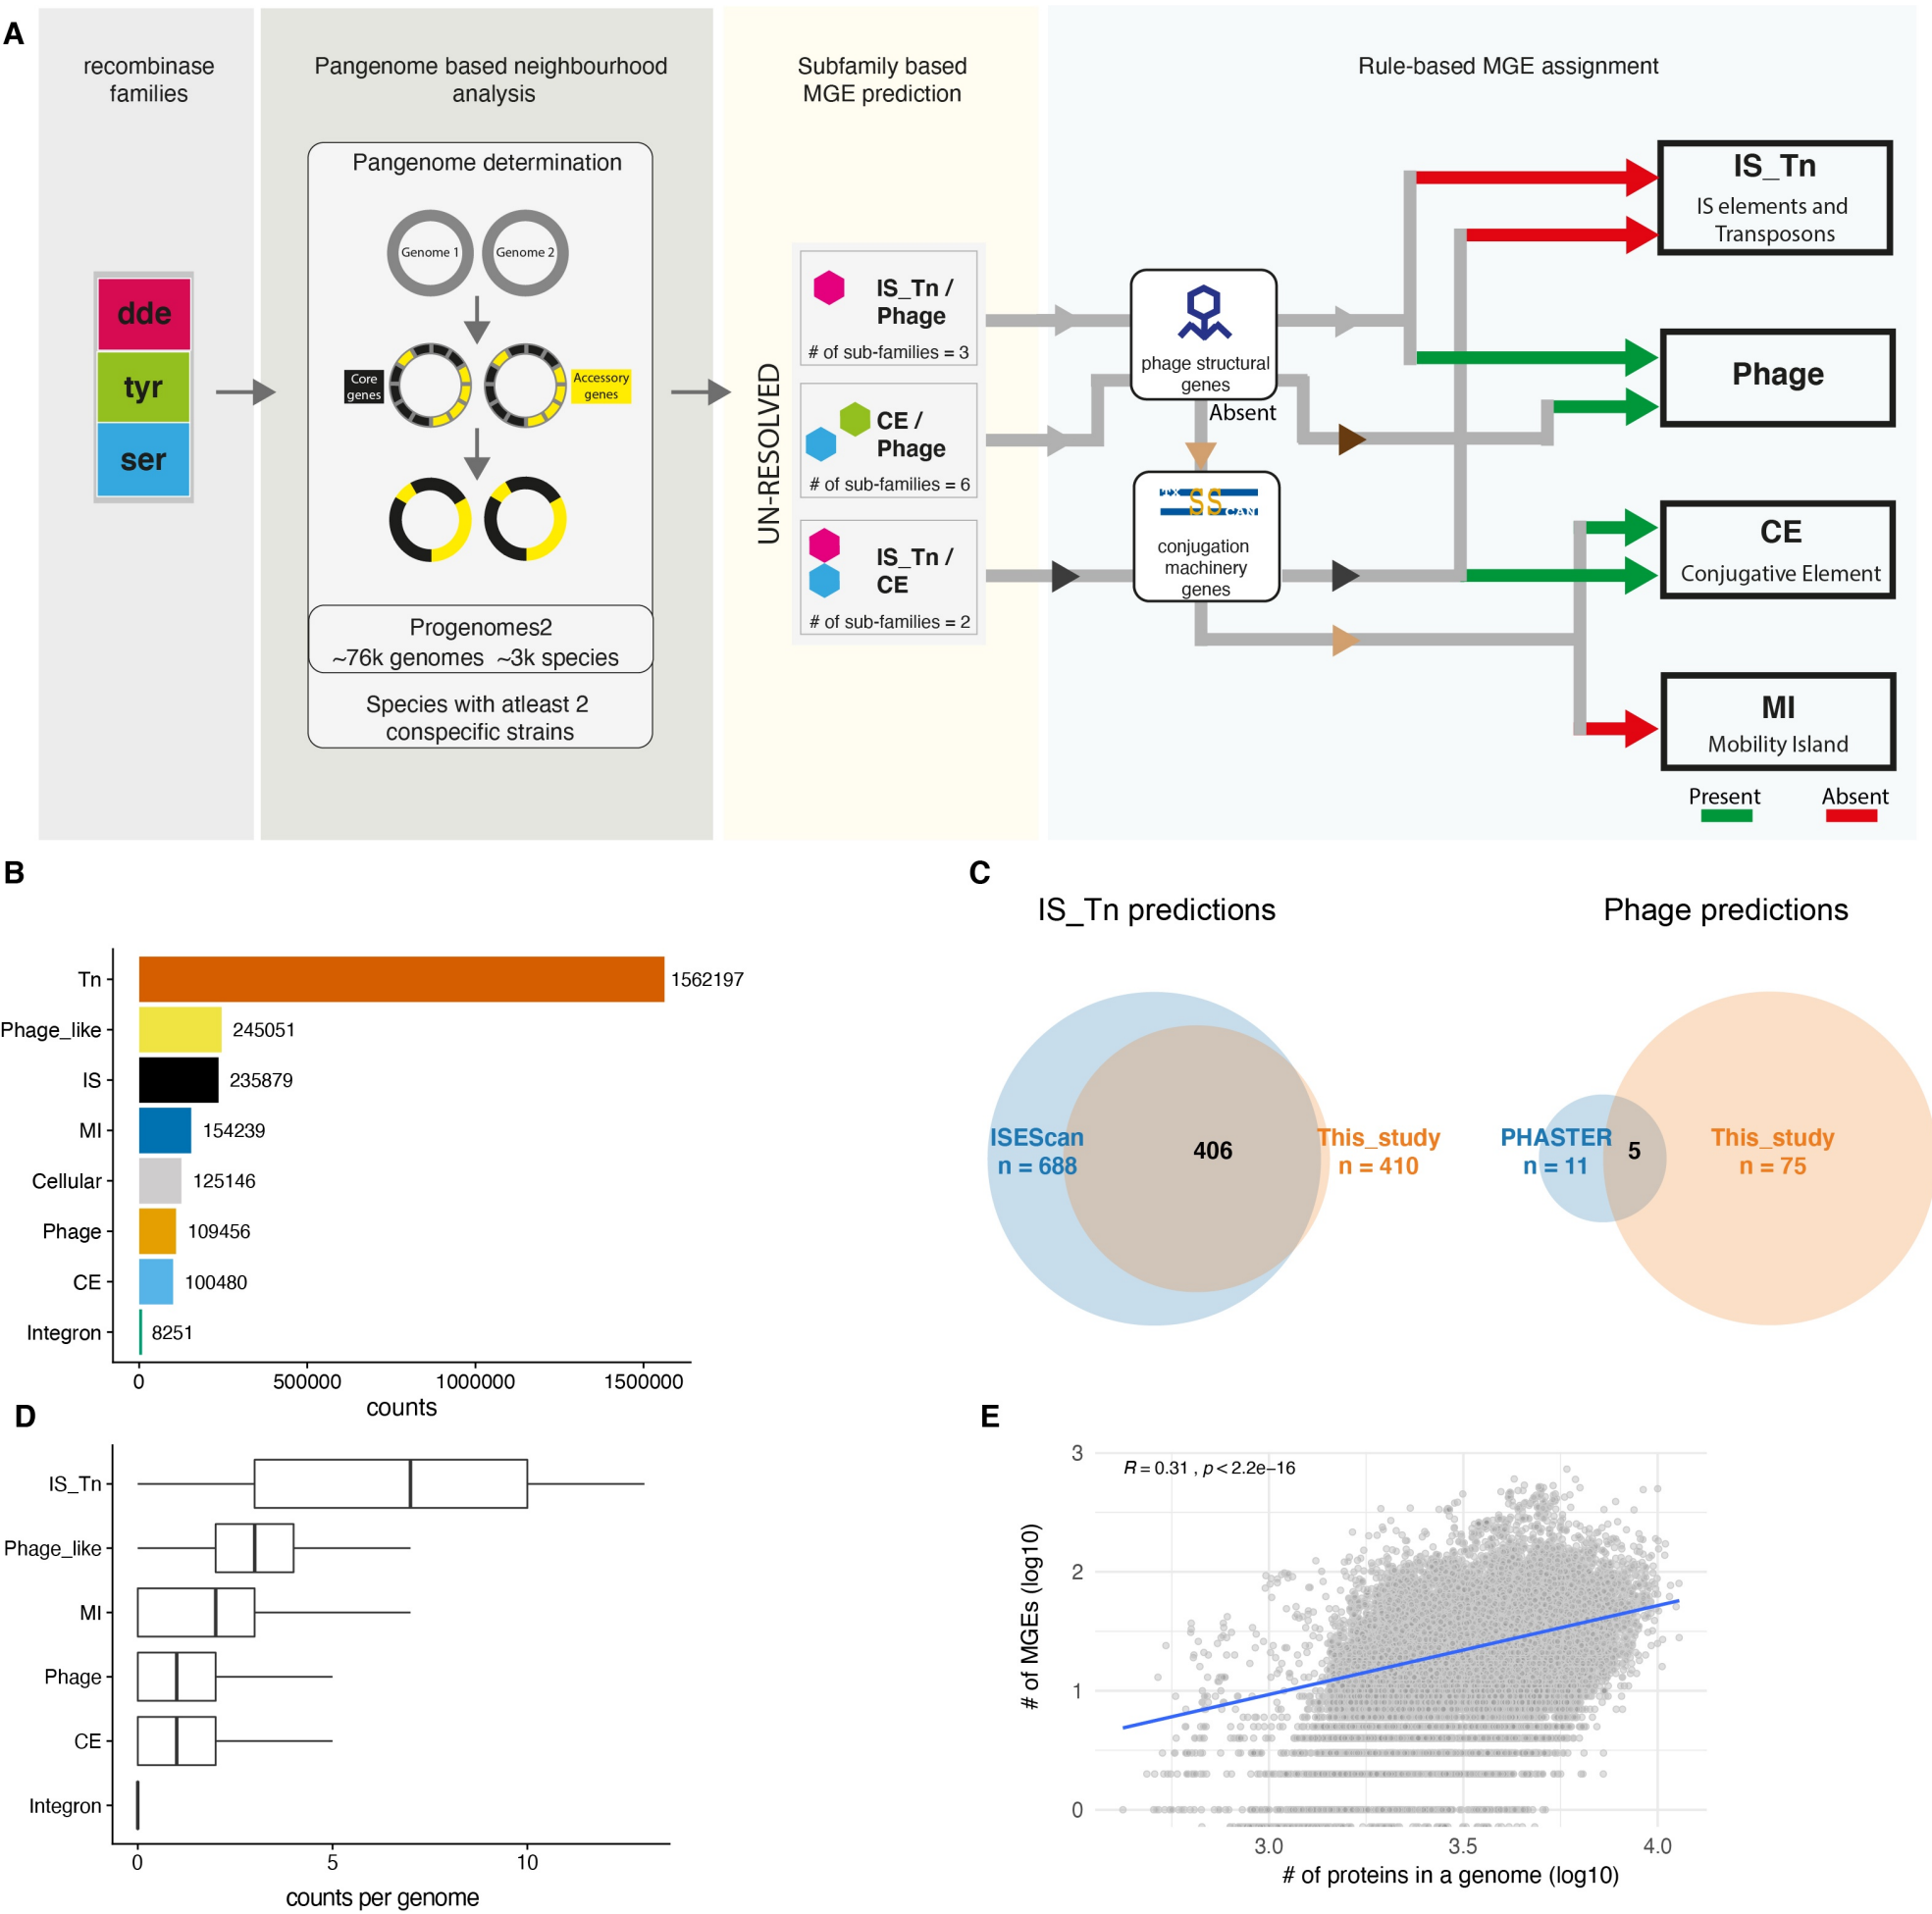 A
recombinase
families
dde
tyr
ser
Pangenome based neighbourhood
analysis
Pangenome determination
Genome 1
Genome 2
Core
genes
Accessory
genes
Progenomes2
~76k genomes ~3k species
Species with atleast 2
conspecific strains
Subfamily based
MGE prediction
UN-RESOLVED
IS_Tn /
Phage
# of sub-families = 3
CE /
Phage
# of sub-families = 6
IS_Tn /
CE
# of sub-families = 2
Rule-based MGE assignment
phage structural
genes
Absent
TX
SS
CAN
conjugation
machinery
genes
IS_Tn
IS elements and
Transposons
Phage
CE
Conjugative Element
MI
Mobility Island
Present
Absent
B
Tn
1562197
Phage_like
245051
IS
235879
MI
154239
Cellular
125146
Phage
109456
CE
100480
Integron
8251
0
500000
1000000
1500000
counts
C
IS_Tn predictions
ISEScan
n = 688
406
This_study
n = 410
Phage predictions
PHASTER
n = 11
5
This_study
n = 75
D
IS_Tn
Phage_like
MI
Phage
CE
Integron
0
5
10
counts per genome
E
R = 0.31 , p < 2.2e−16
# of MGEs (log10)
3
2
1
0
3.0
3.5
4.0
# of proteins in a genome (log10)